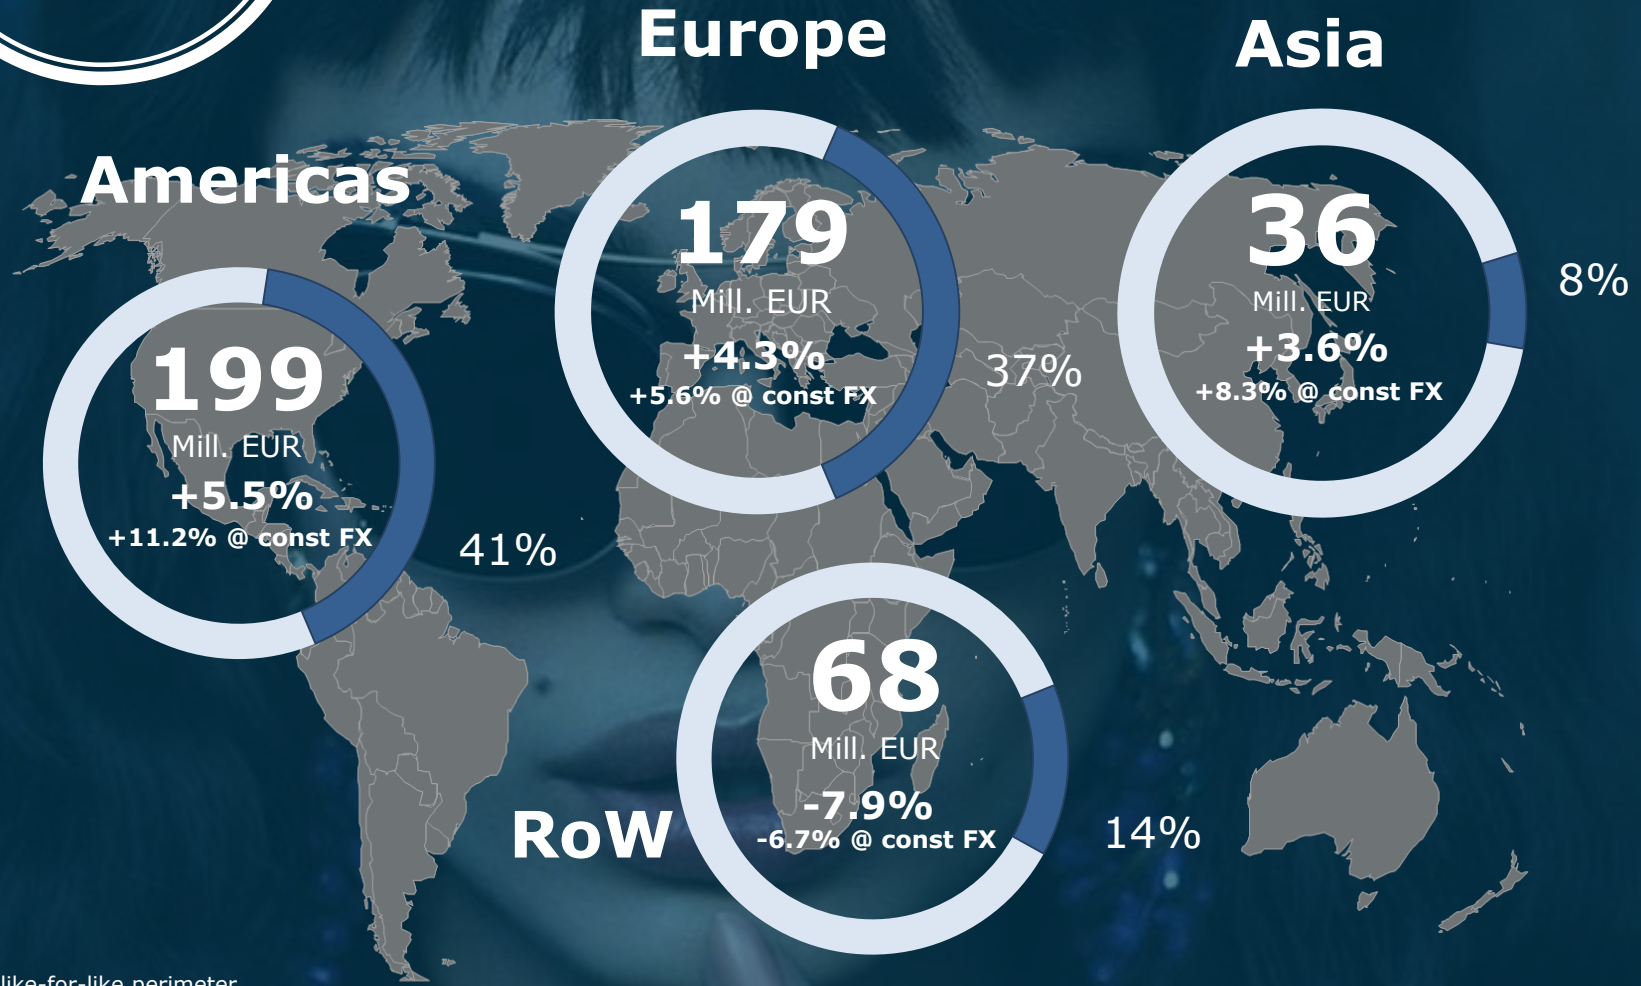 Europe
179
Mill. EUR
+4.3%
+5.6% @ const FX
37%
Asia
36
Mill. EUR
+3.6%
+8.3% @ const FX
8%
Americas
199
Mill. EUR
+5.5%
+11.2% @ const FX
41%
RoW
68
Mill. EUR
-7.9%
-6.7% @ const FX
14%
like-for-like perimeter